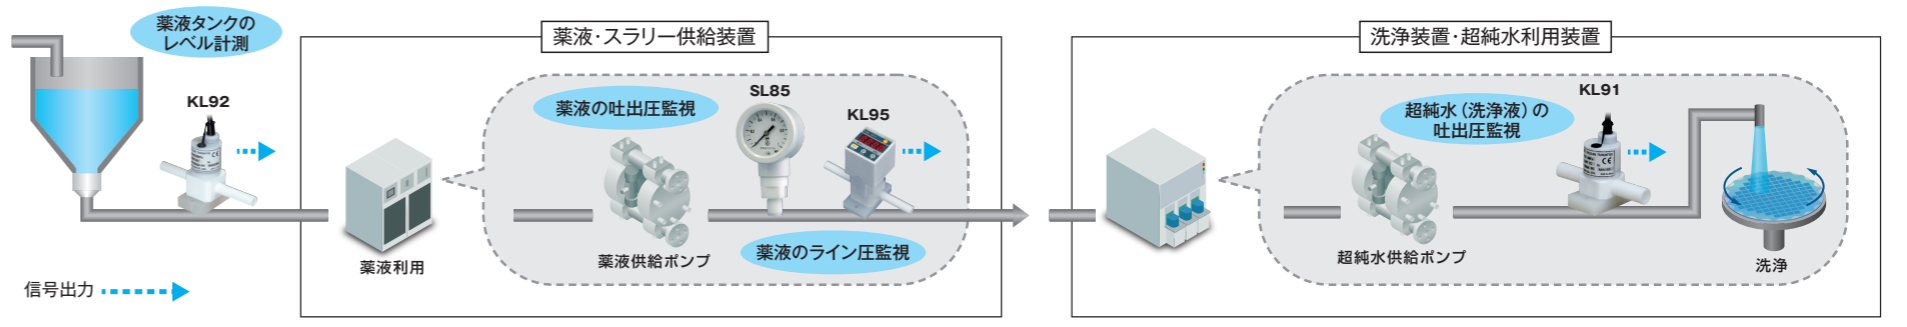 薬液タンクの
レベル計測
KL92
信号出力
薬液・スラリー供給装置
薬液利用
薬液の吐出圧監視
SL85
KL95
薬液供給ポンプ
薬液のライン圧監視
洗浄装置・超純水利用装置
超純水（洗浄液）の
吐出圧監視
KL91
超純水供給ポンプ
洗浄